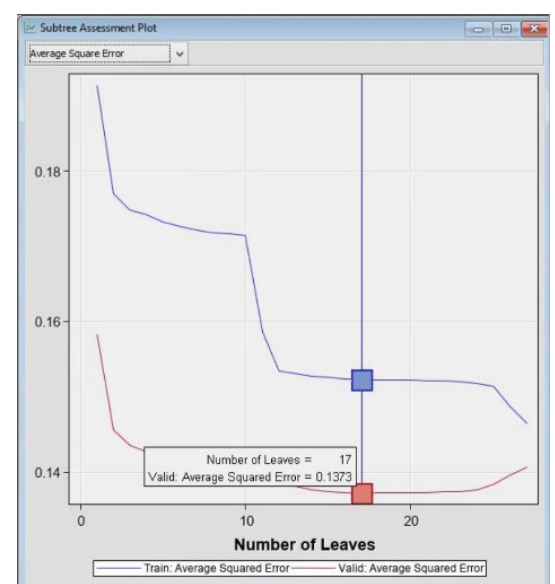 Subtree Assessment Plot
Average Square Error
0.18
0.16
0.14
Number of Leaves = 17
Valid: Average Squared Error = 0.1373
0 10 20
Number of Leaves
Train: Average Squared Error Valid: Average Squared Error